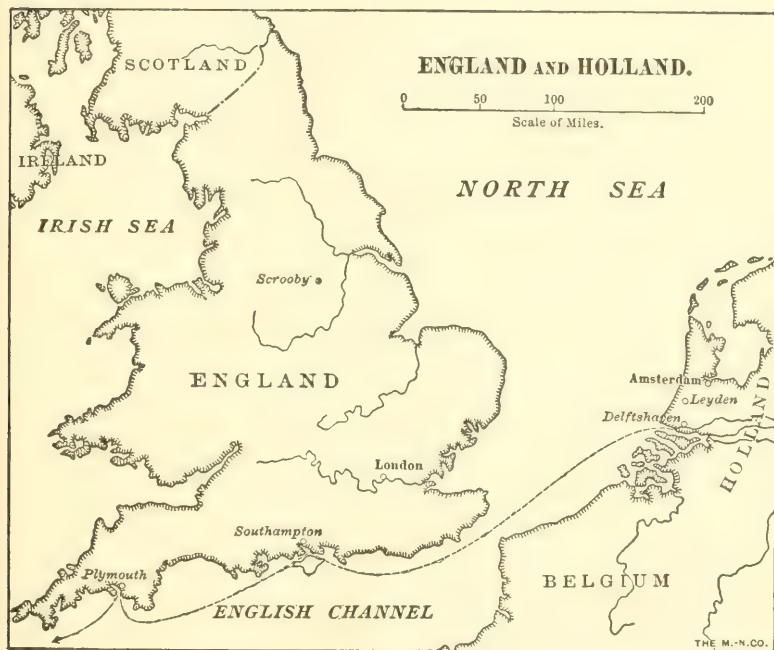 SCOTLAND
ENGLAND AND HOLLAND.
0 50 100 200
Scale of Miles.
IRELAND
NORTH SEA
IRISH SEA
Scrooby
ENGLAND
Amsterdam
Leyden
Delftshaven
HOLLAND
London
Southampton
Plymouth
BELGIUM
ENGLISH CHANNEL
THE M.-N.CO.